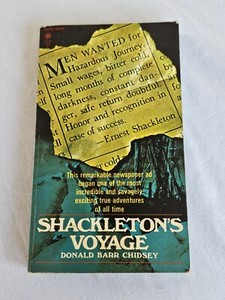 MEN WANTED for
Hazardous Journey.
Small wages, bitter cold,
long months of complete
darkness, constant dan-
ger, safe return doubtful.
Honor and recognition in
case of success.
—Ernest Shackleton
This remarkable newspaper ad
began one of the most
incredible and savagely
exciting true adventures
of all time
SHACKLETON'S
VOYAGE
DONALD BARR CHIDSEY